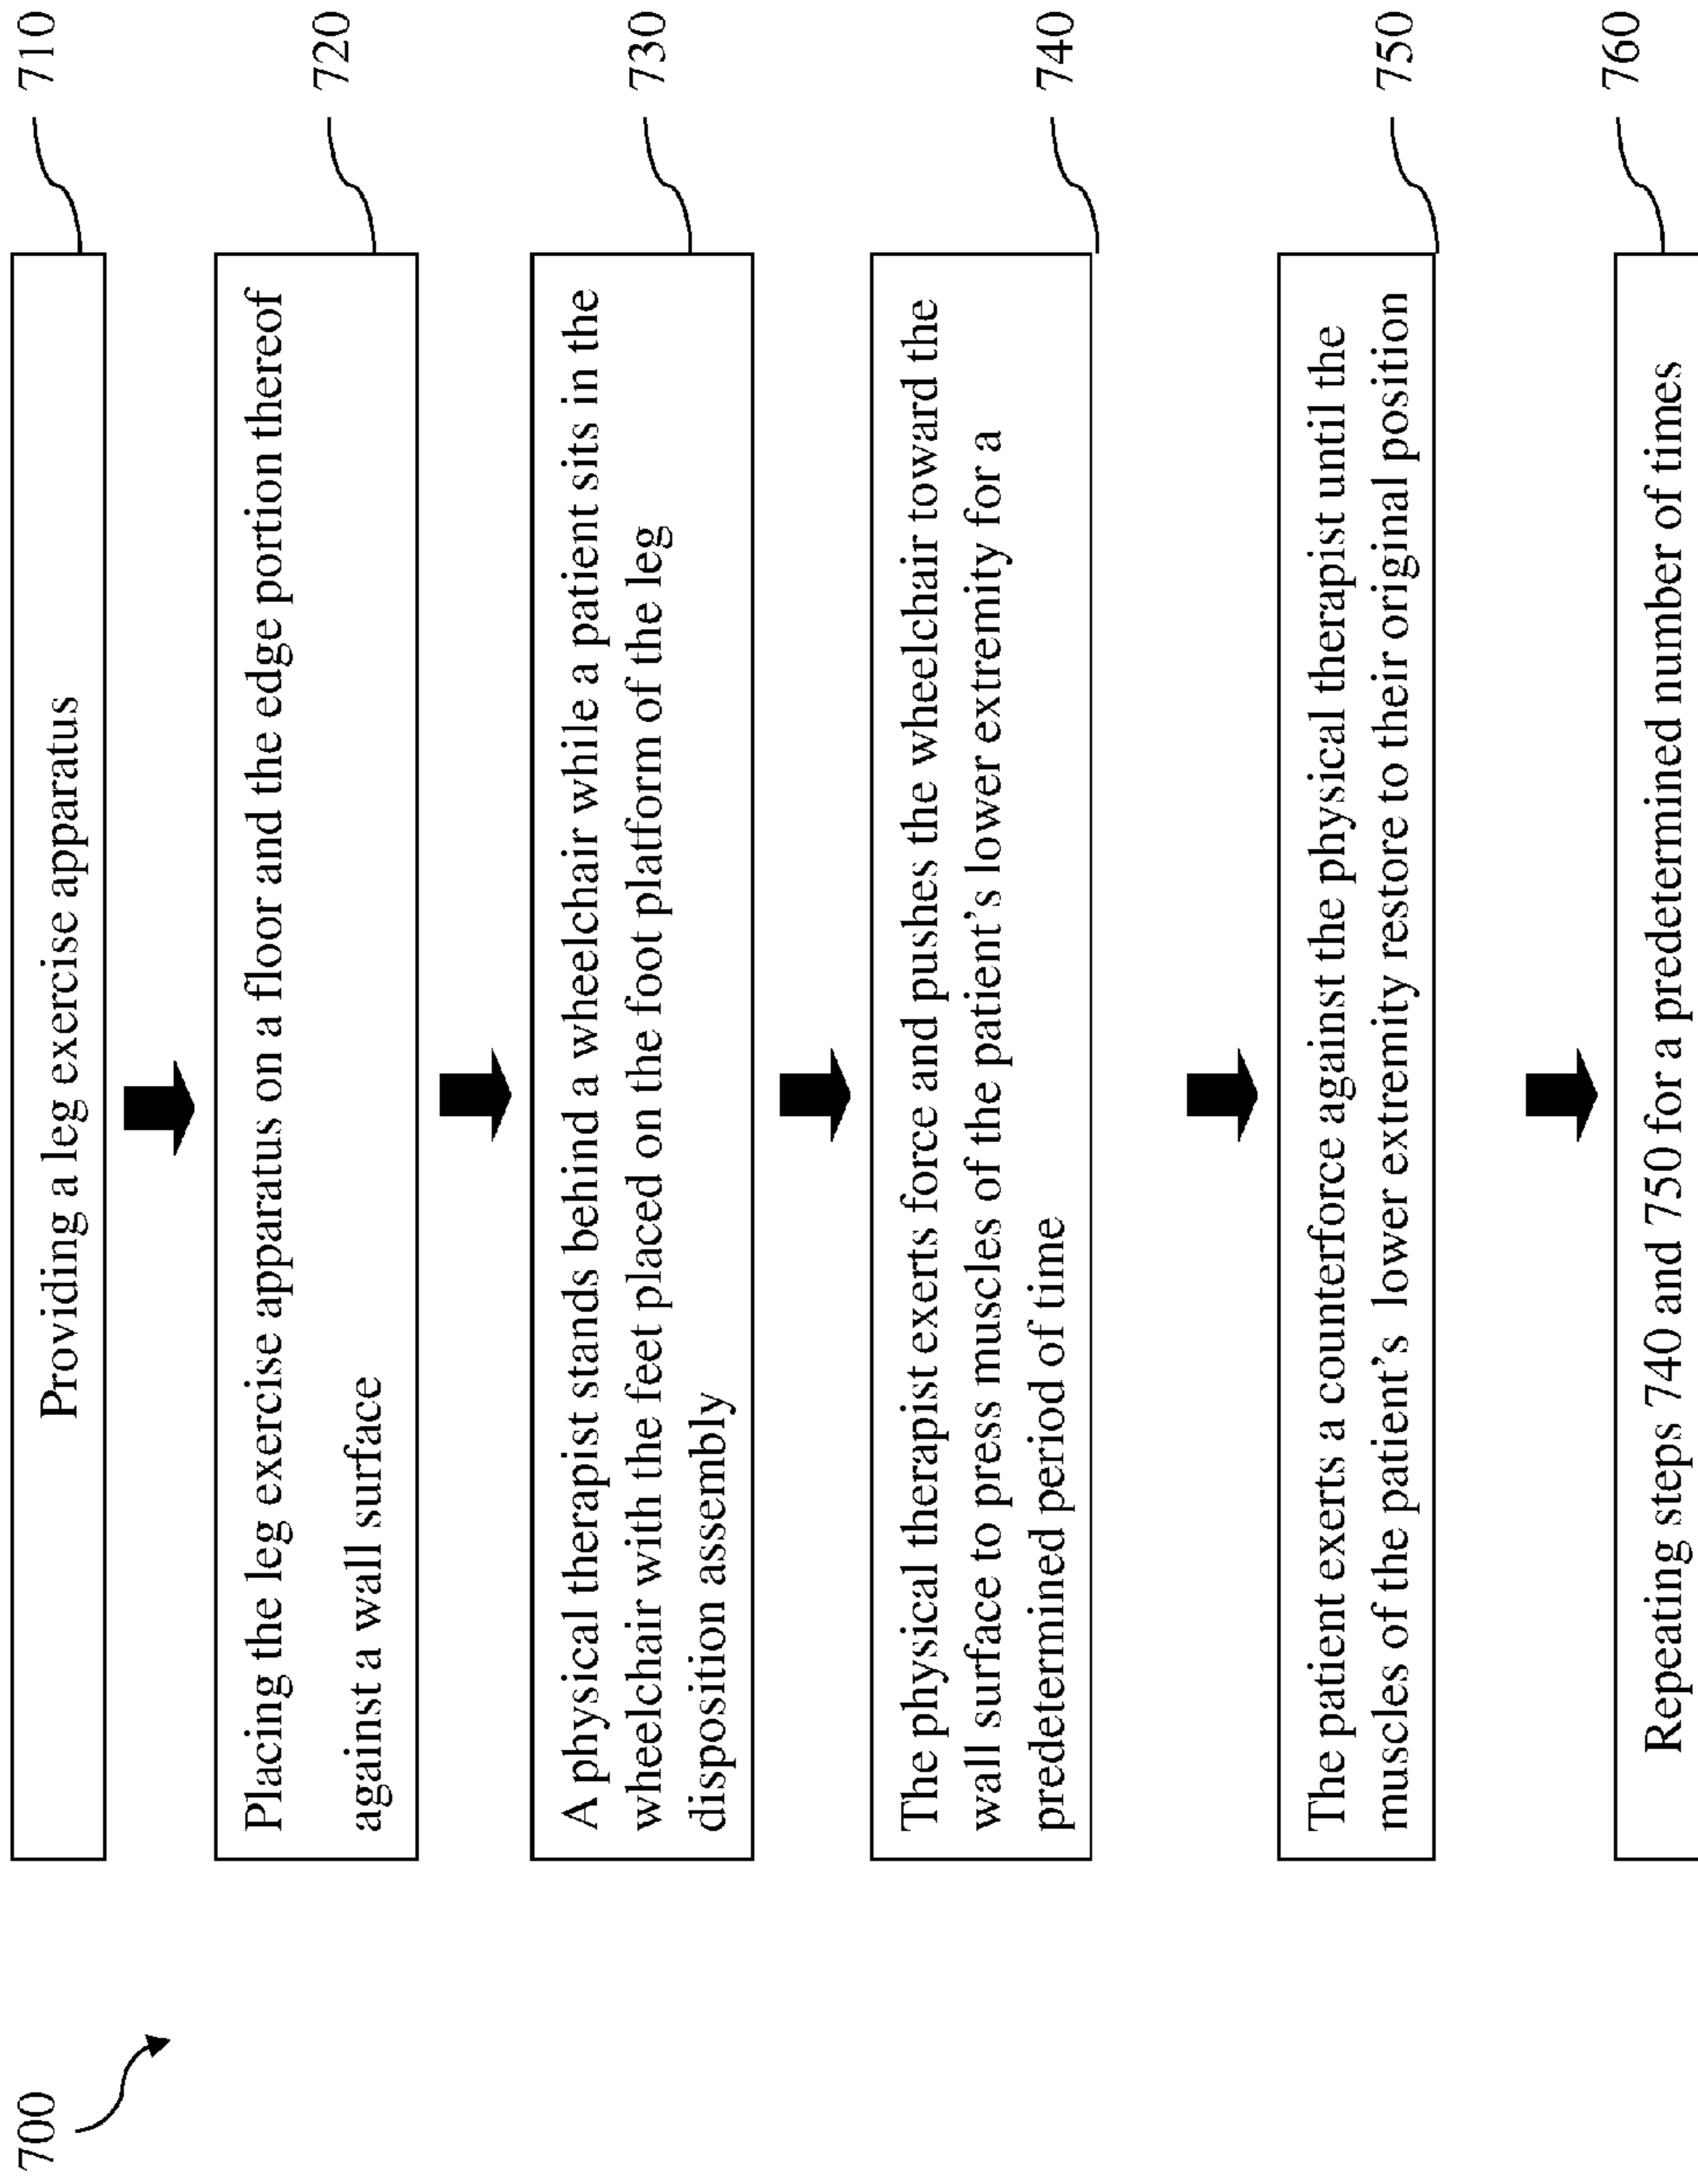 700
Providing a leg exercise apparatus
710
Placing the leg exercise apparatus on a floor and the edge portion thereof
against a wall surface
720
A physical therapist stands behind a wheelchair while a patient sits in the
wheelchair with the feet placed on the foot platform of the leg
disposition assembly
730
The physical therapist exerts force and pushes the wheelchair toward the
wall surface to press muscles of the patient's lower extremity for a
predetermined period of time
740
The patient exerts a counterforce against the physical therapist until the
muscles of the patient's lower extremity restore to their original position
750
Repeating steps 740 and 750 for a predetermined number of times
760